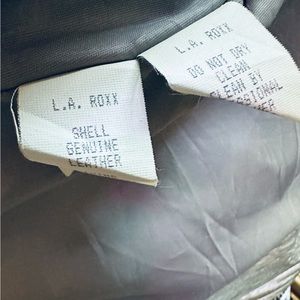 L.A. ROXX
SHELL
GENUINE
LEATHER
L.A. ROXX
DO NOT DRY
CLEAN
CLEAN BY